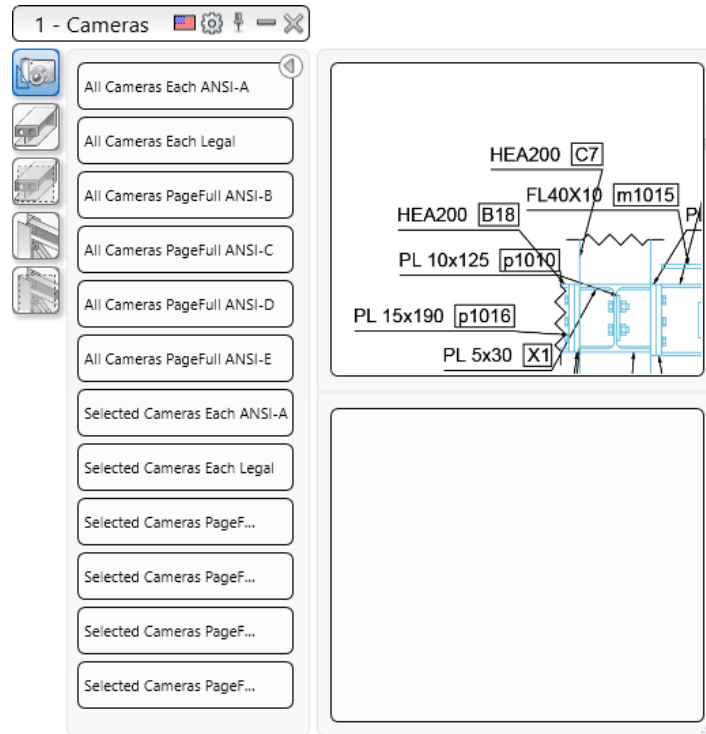 1 - Cameras
All Cameras Each ANSI-A
All Cameras Each Legal
All Cameras PageFull ANSI-B
All Cameras PageFull ANSI-C
All Cameras PageFull ANSI-D
All Cameras PageFull ANSI-E
Selected Cameras Each ANSI-A
Selected Cameras Each Legal
Selected Cameras PageF...
Selected Cameras PageF...
Selected Cameras PageF...
Selected Cameras PageF...
HEA200 C7
FL40X10 m1015
HEA200 B18
PL 10x125 p1010
PL 15x190 p1016
PL 5x30 X1